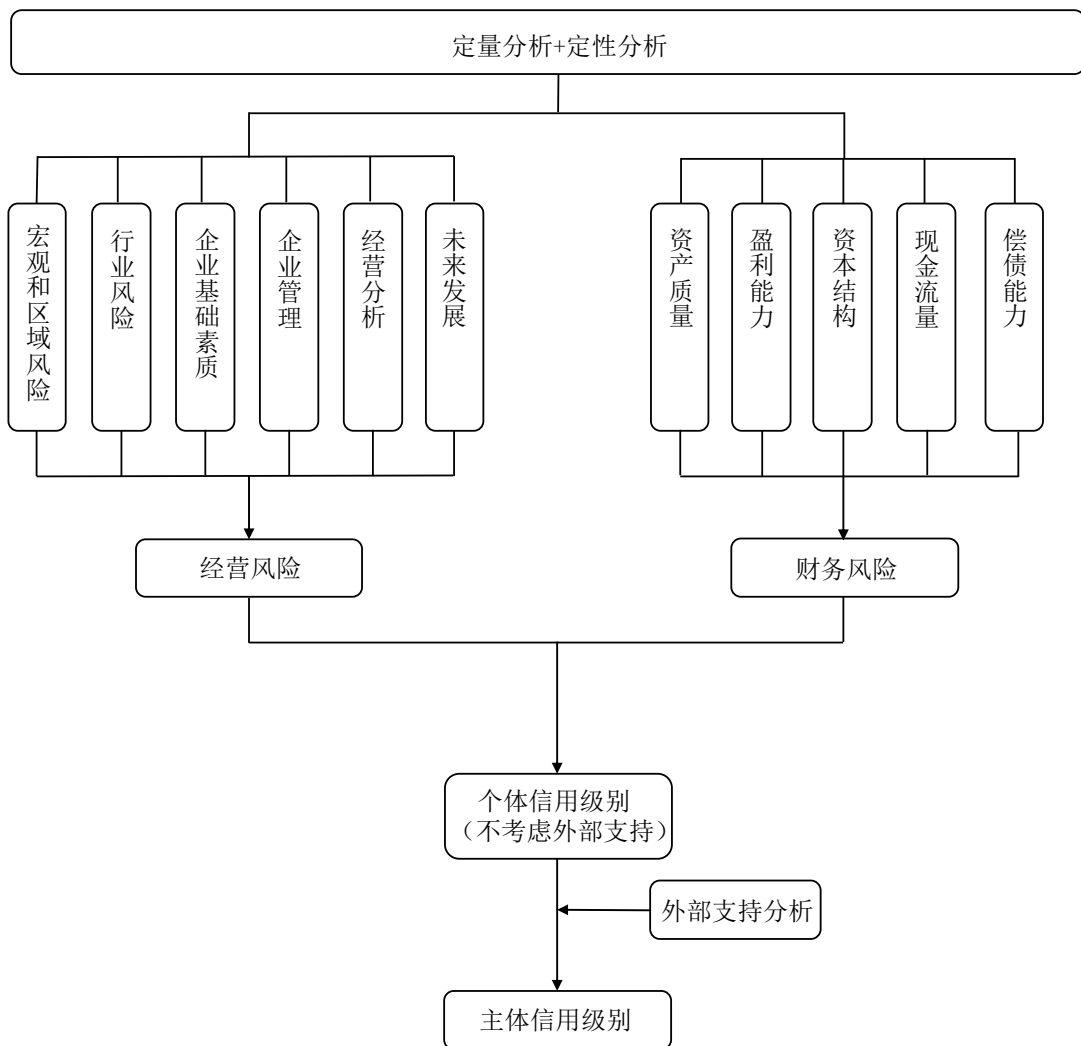 定量分析+定性分析
宏观和区域风险
行业风险
企业基础素质
企业管理
经营分析
未来发展
资产质量
盈利能力
资本结构
现金流量
偿债能力
经营风险
财务风险
个体信用级别
（不考虑外部支持）
外部支持分析
主体信用级别